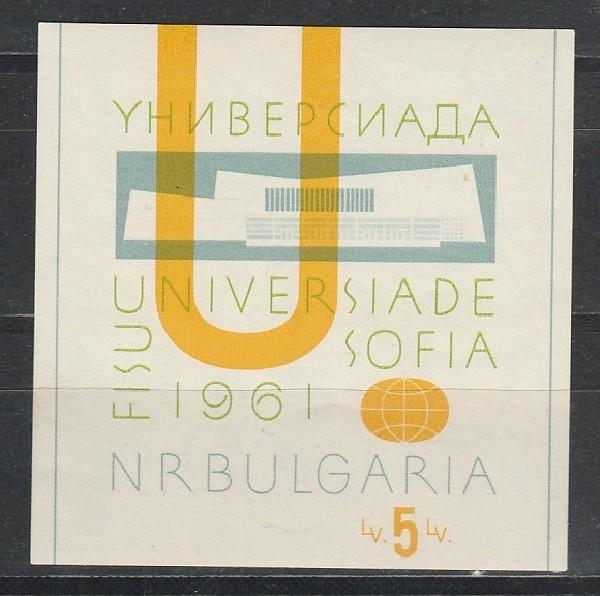 U
УНИВЕРСИАДА
UNIVERSIADE
FISU SOFIA
1961
NRBULGARIA
LV. 5 LV.